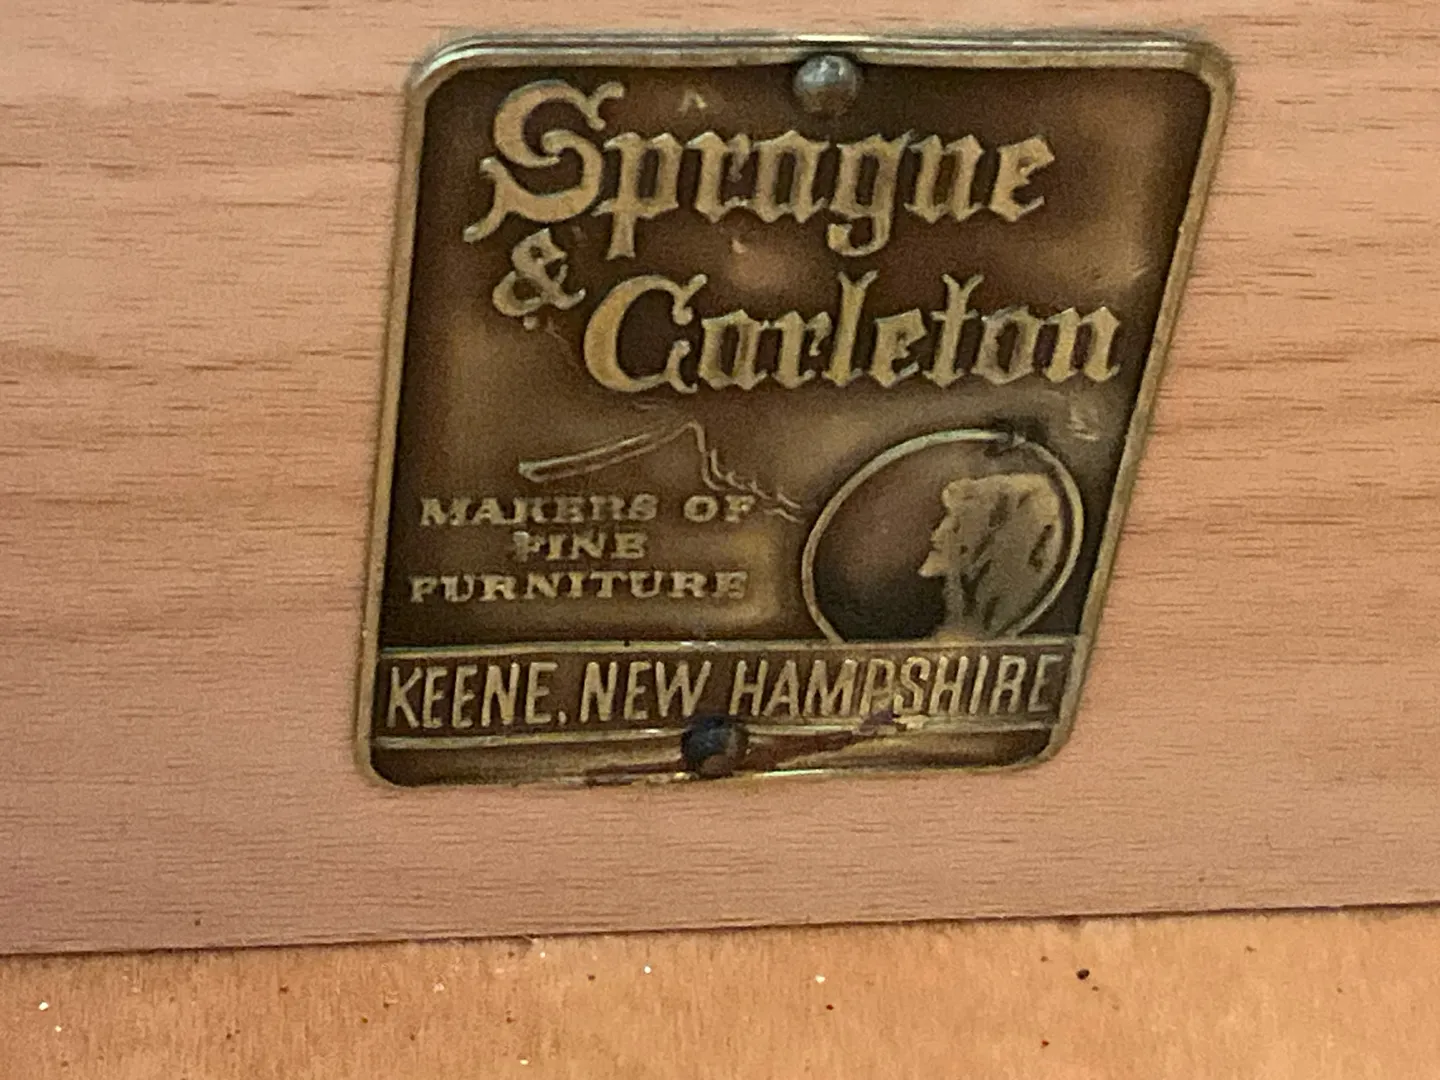 Sprague
&
Carleton
MAKERS OF
FINE
FURNITURE
KEENE, NEW HAMPSHIRE